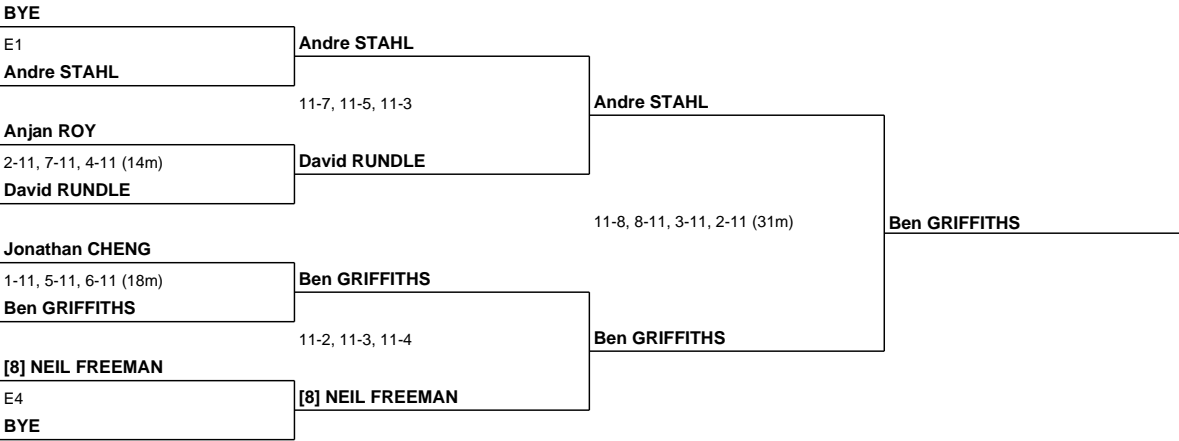 BYE
E1
Andre STAHL
Anjan ROY
2-11, 7-11, 4-11 (14m)
David RUNDLE
Jonathan CHENG
1-11, 5-11, 6-11 (18m)
Ben GRIFFITHS
[8] NEIL FREEMAN
E4
BYE
Andre STAHL
11-7, 11-5, 11-3
David RUNDLE
Ben GRIFFITHS
11-2, 11-3, 11-4
[8] NEIL FREEMAN
Andre STAHL
11-8, 8-11, 3-11, 2-11 (31m)
Ben GRIFFITHS
Ben GRIFFITHS